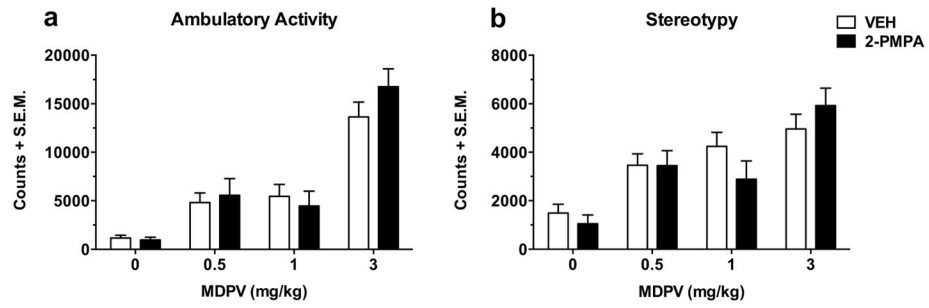 a
Ambulatory Activity
Counts + S.E.M.
20000
15000
10000
5000
0
0 0.5 1 3
MDPV (mg/kg)
b
Stereotypy
Counts + S.E.M.
8000
6000
4000
2000
0
0 0.5 1 3
MDPV (mg/kg)
VEH
2-PMPA